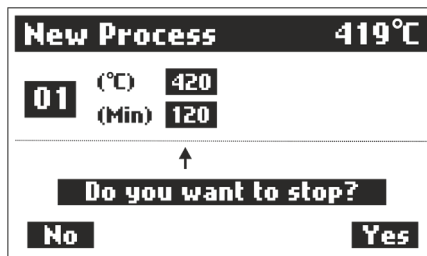 New Process 419°C
01 (°C) 420
(Min) 120
Do you want to stop?
No Yes